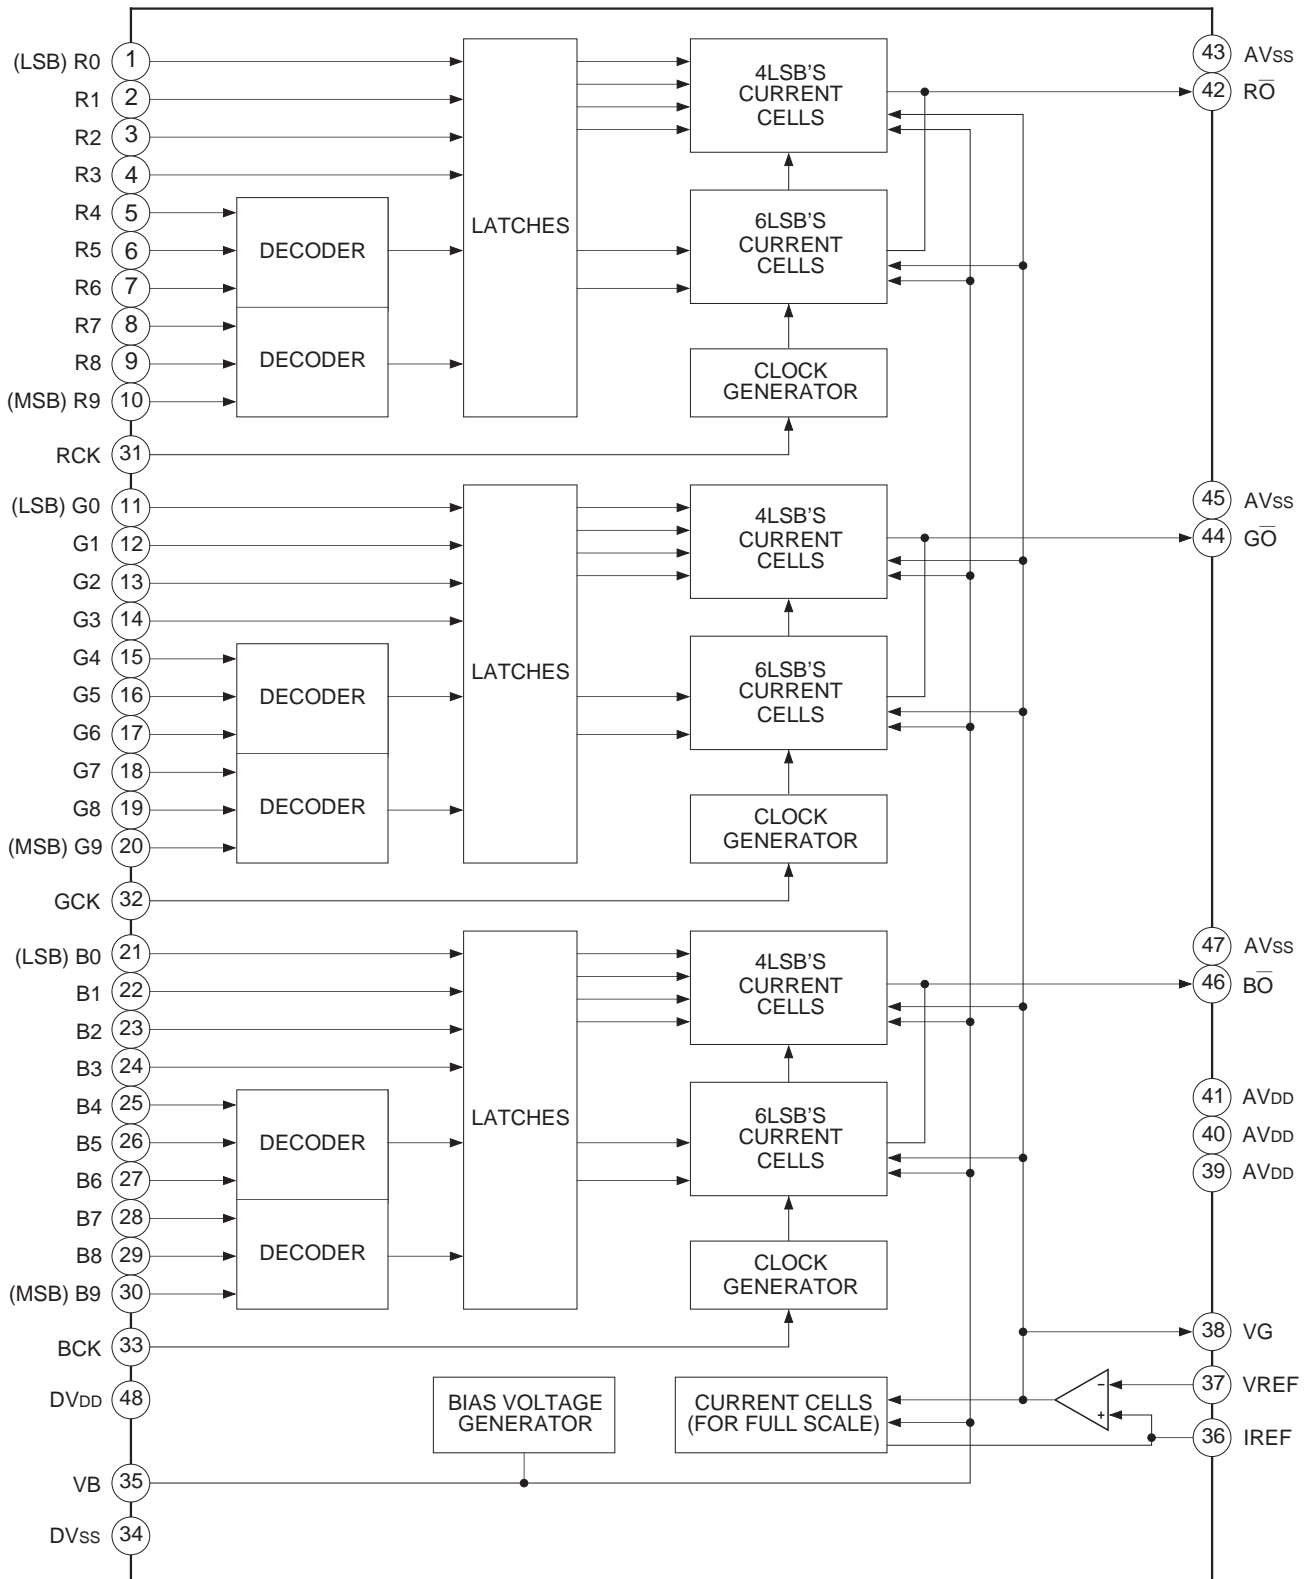 (LSB) R0 1
R1 2
R2 3
R3 4
R4 5
R5 6
R6 7
R7 8
R8 9
(MSB) R9 10
RCK 31
DECODER
DECODER
LATCHES
4LSB'S
CURRENT
CELLS
6LSB'S
CURRENT
CELLS
CLOCK
GENERATOR
43 AVSS
42 RO̅
(LSB) G0 11
G1 12
G2 13
G3 14
G4 15
G5 16
G6 17
G7 18
G8 19
(MSB) G9 20
GCK 32
DECODER
DECODER
LATCHES
4LSB'S
CURRENT
CELLS
6LSB'S
CURRENT
CELLS
CLOCK
GENERATOR
45 AVSS
44 GO̅
(LSB) B0 21
B1 22
B2 23
B3 24
B4 25
B5 26
B6 27
B7 28
B8 29
(MSB) B9 30
BCK 33
DECODER
DECODER
LATCHES
4LSB'S
CURRENT
CELLS
6LSB'S
CURRENT
CELLS
CLOCK
GENERATOR
47 AVSS
46 BO̅
41 AVDD
40 AVDD
39 AVDD
38 VG
37 VREF
36 IREF
DVDD 48
VB 35
DVSS 34
BIAS VOLTAGE
GENERATOR
CURRENT CELLS
(FOR FULL SCALE)
−
+